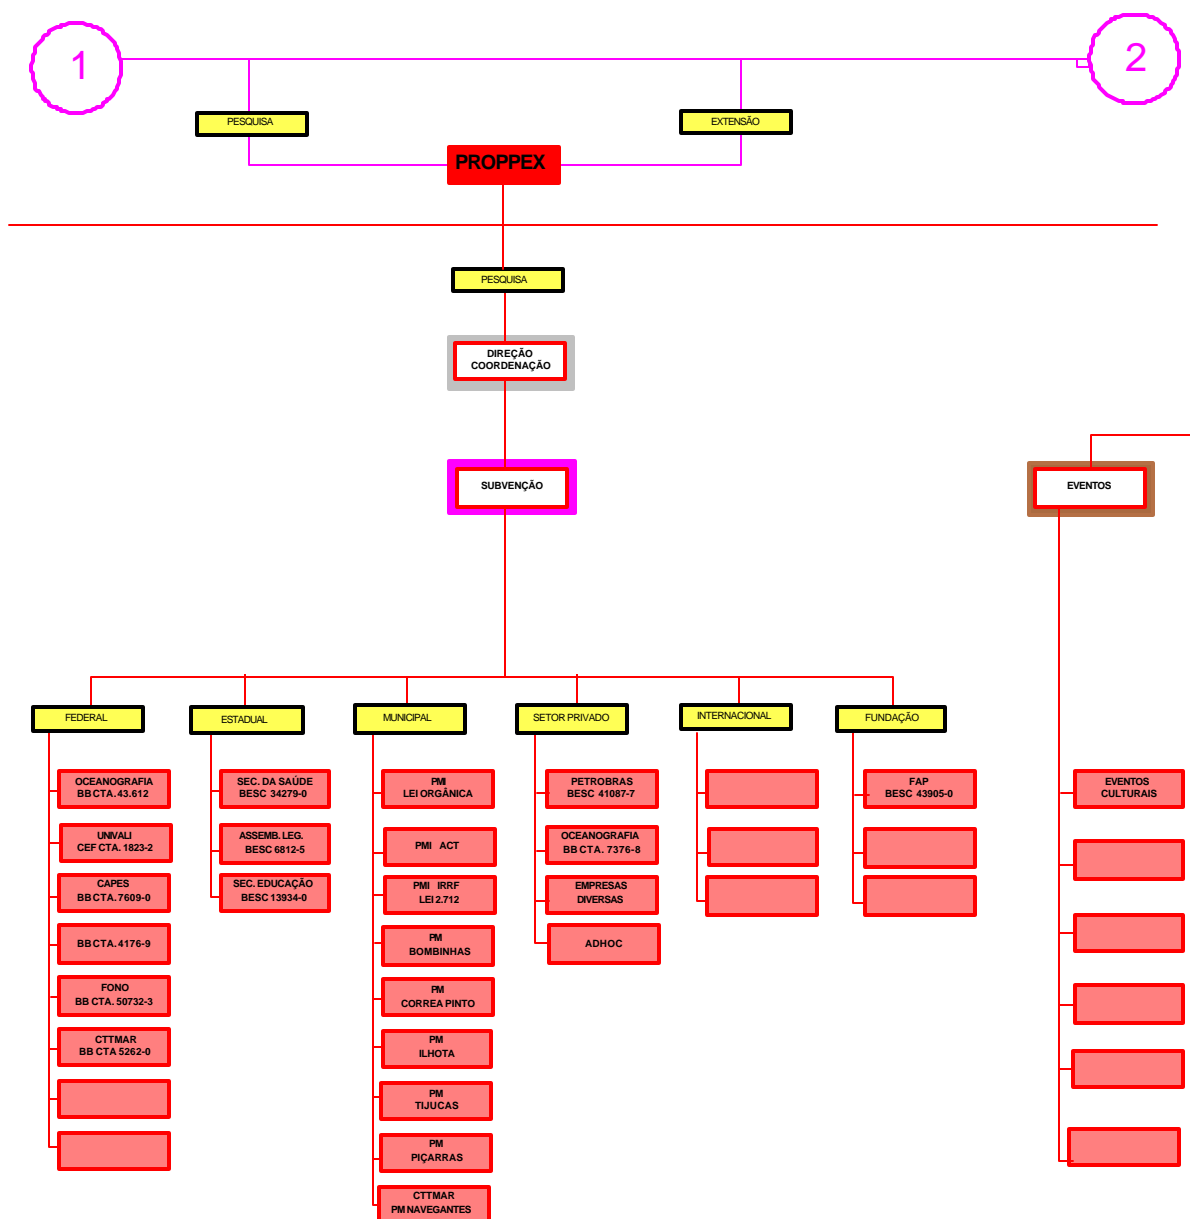 1
2
PESQUISA
EXTENSÃO
PROPPEX
PESQUISA
DIREÇÃO
COORDENAÇÃO
SUBVENÇÃO
EVENTOS
FEDERAL
ESTADUAL
MUNICIPAL
SETOR PRIVADO
INTERNACIONAL
FUNDAÇÃO
OCEANOGRAFIA
BB CTA. 43.612
UNIVALI
CEF CTA. 1823-2
CAPES
BB CTA. 7609-0
BB CTA. 4176-9
FONO
BB CTA. 50732-3
CTTMAR
BB CTA 5262-0
SEC. DA SAÚDE
BESC 34279-0
ASSEMB. LEG.
BESC 6812-5
SEC. EDUCAÇÃO
BESC 13934-0
PMI
LEI ORGÂNICA
PMI ACT
PMI IRRF
LEI 2.712
PM
BOMBINHAS
PM
CORREA PINTO
PM
ILHOTA
PM
TIJUCAS
PM
PIÇARRAS
CTTMAR
PM NAVEGANTES
PETROBRAS
BESC 41087-7
OCEANOGRAFIA
BB CTA. 7376-8
EMPRESAS
DIVERSAS
ADHOC
FAP
BESC 43905-0
EVENTOS
CULTURAIS